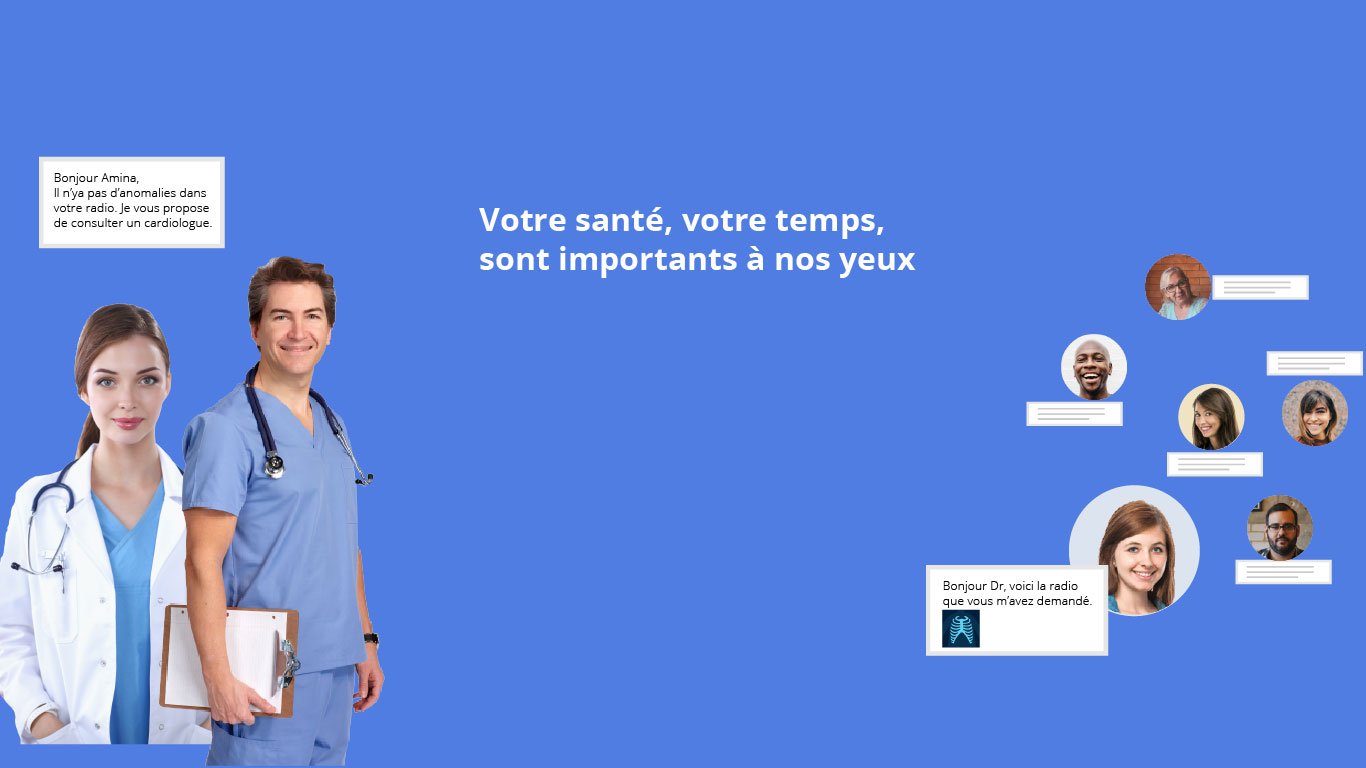 Bonjour Amina,
Il n'ya pas d'anomalies dans
votre radio. Je vous propose
de consulter un cardiologue.
Votre santé, votre temps,
sont importants à nos yeux
Bonjour Dr, voici la radio
que vous m'avez demandé.